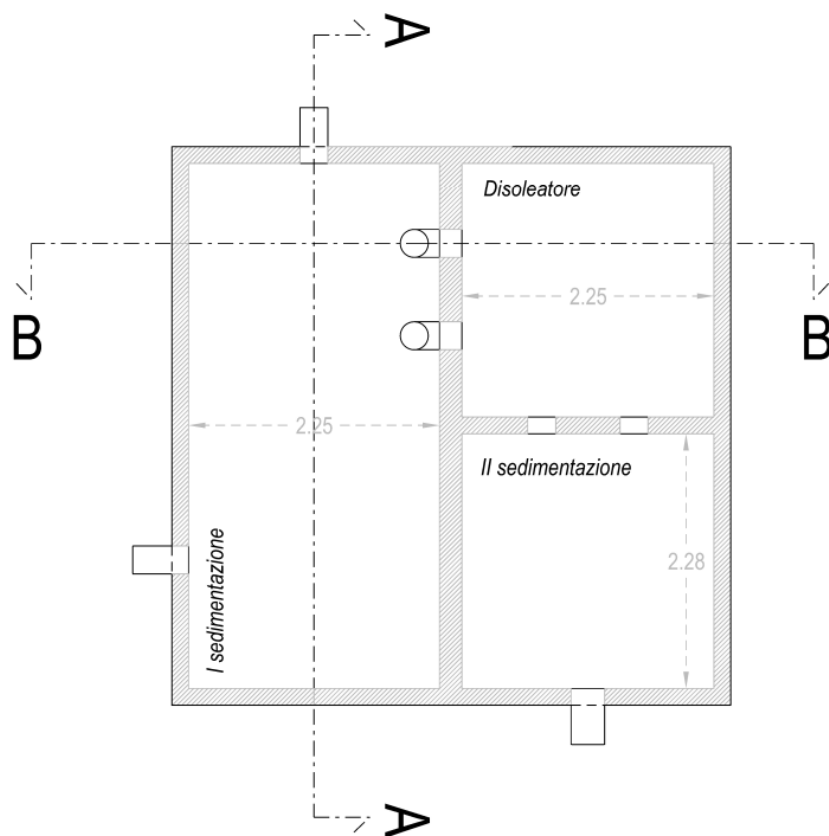 A
Disoleatore
2.25
B
B
2.25
II sedimentazione
I sedimentazione
2.28
A